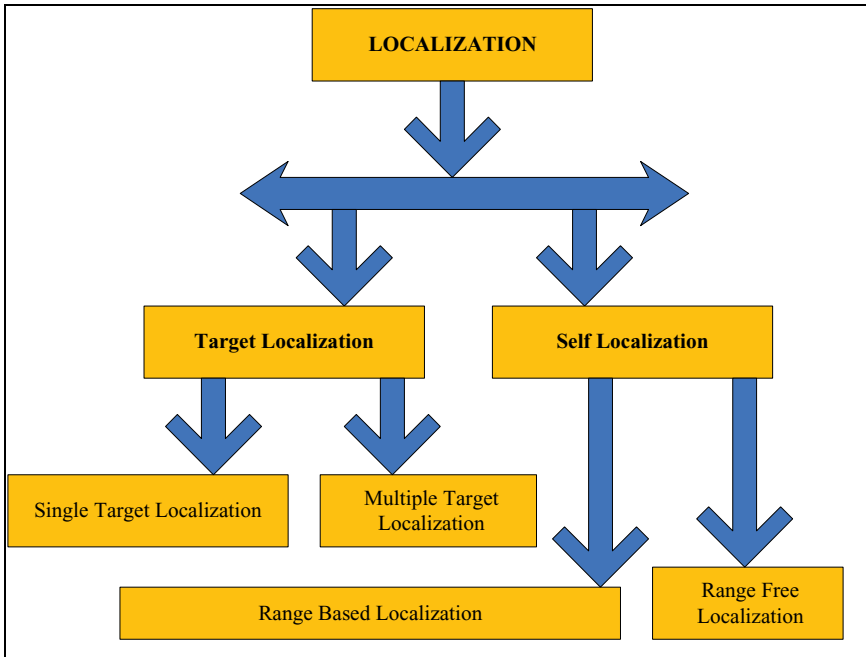 LOCALIZATION
Target Localization
Self Localization
Single Target Localization
Multiple Target
Localization
Range Based Localization
Range Free
Localization